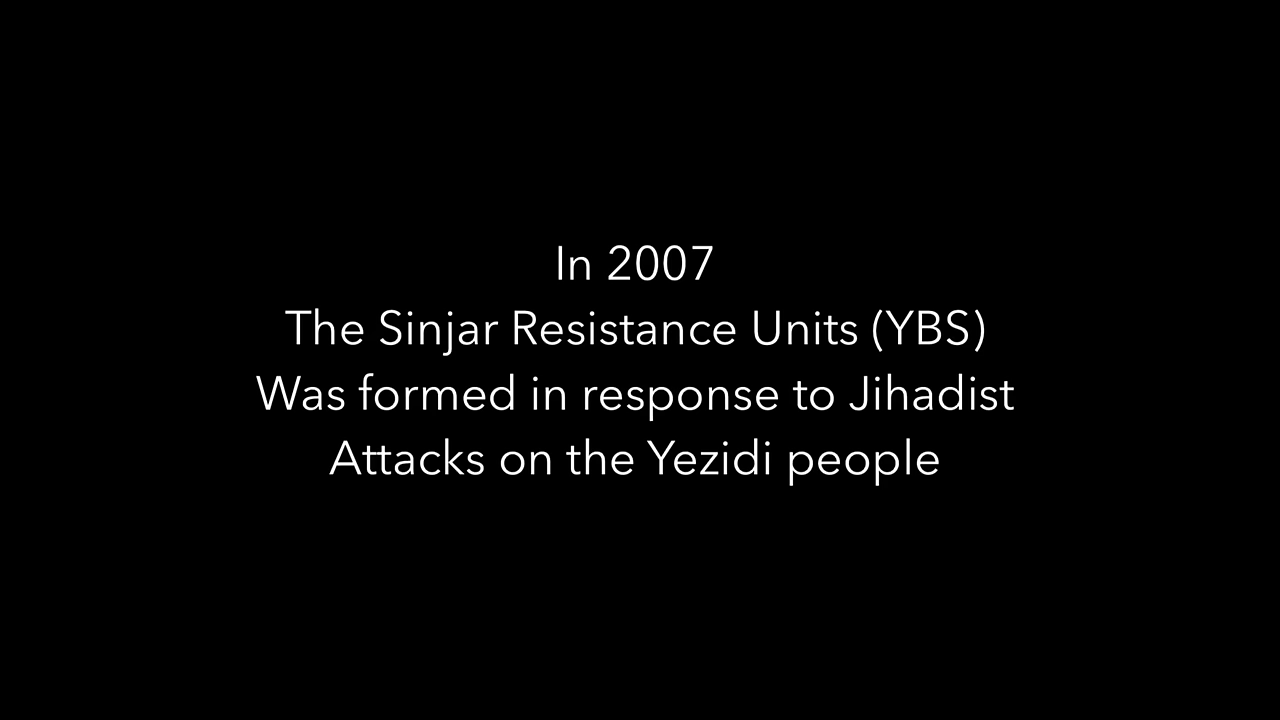 In 2007
The Sinjar Resistance Units (YBS)
Was formed in response to Jihadist
Attacks on the Yezidi people